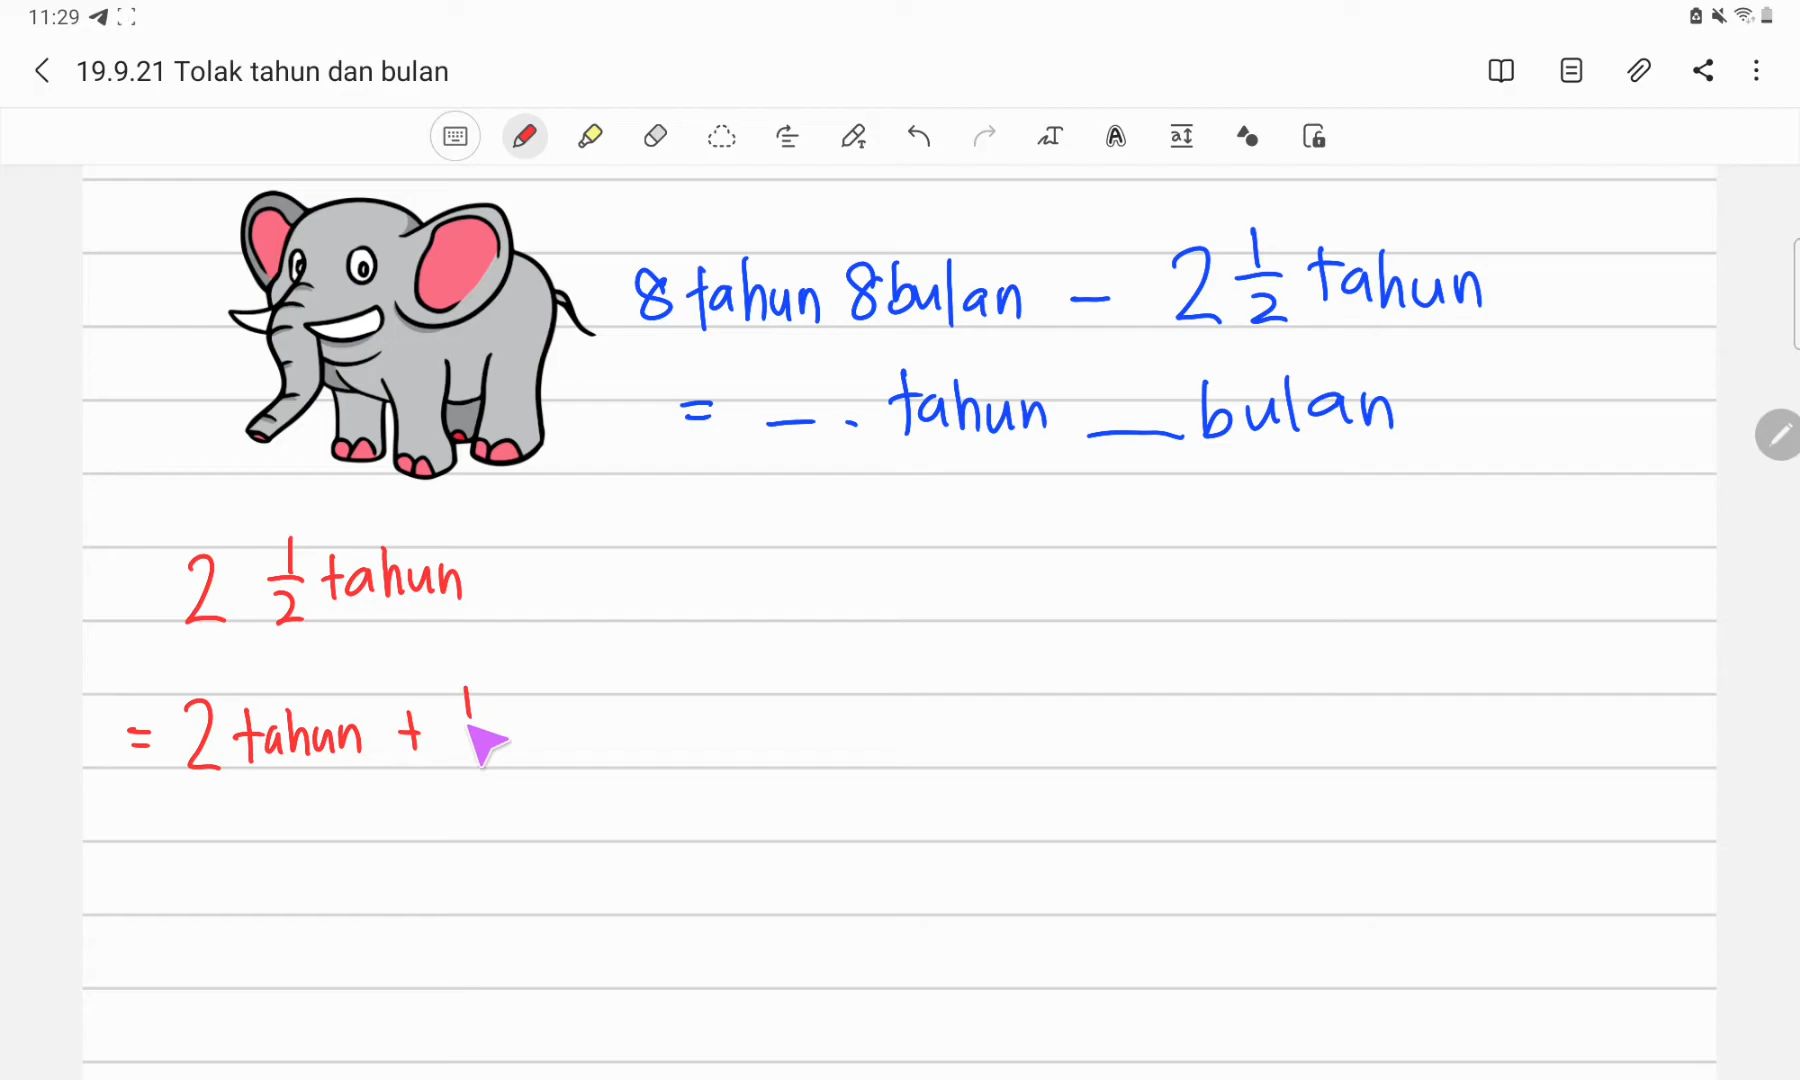 11:29
19.9.21 Tolak tahun dan bulan
8 tahun 8 bulan - 2 1/2 tahun
= __ . tahun __ bulan
2 1/2 tahun
= 2 tahun + 1